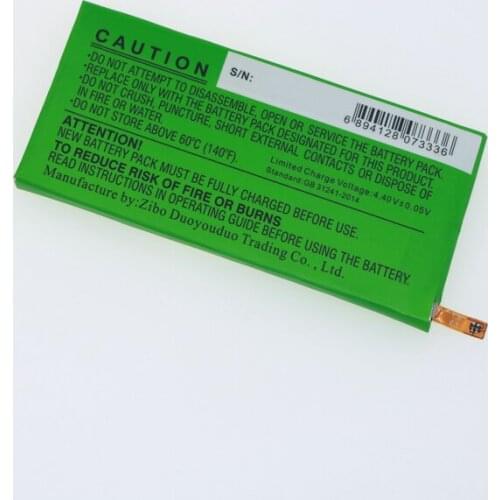 CAUTION
S/N:
•DO NOT ATTEMPT TO DISASSEMBLE, OPEN OR SERVICE THE BATTERY PACK.
•REPLACE ONLY WITH THE BATTERY PACK DESIGNATED FOR THIS PRODUCT.
•DO NOT CRUSH, PUNCTURE, SHORT EXTERNAL CONTACTS OR DISPOSE OF
IN FIRE OR WATER.
•DO NOT STORE ABOVE 60℃ (140℉).
6 894128 073336
Limited Charge Voltage: 4.40V±0.05V
Standard:GB 31241-2014
ATTENTION!
NEW BATTERY PACK MUST BE FULLY CHARGED BEFORE USE.
TO REDUCE RISK OF FIRE OR BURNS
READ INSTRUCTIONS OPERATING GUIDE BEFORE USING THE BATTERY.
Manufacture by:Zibo Duoyouduo Trading Co., Ltd.